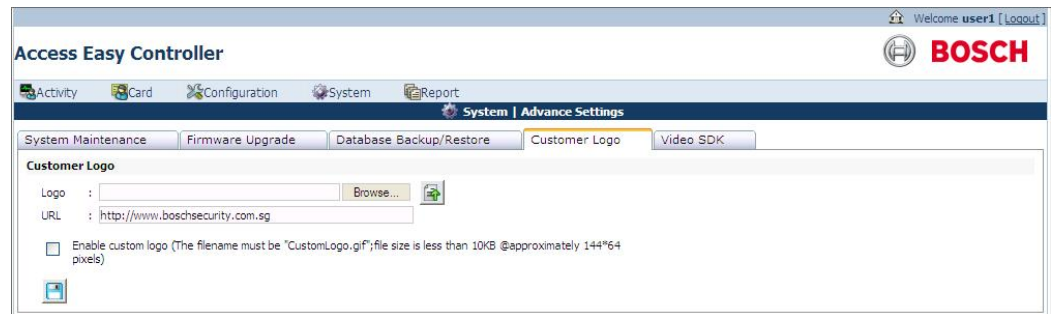 Welcome user1 [ Logout ]
Access Easy Controller
BOSCH
Activity Card Configuration System Report
System | Advance Settings
System Maintenance Firmware Upgrade Database Backup/Restore Customer Logo Video SDK
Customer Logo
Logo : Browse...
URL : http://www.boschsecurity.com.sg
Enable custom logo (The filename must be "CustomLogo.gif";file size is less than 10KB @approximately 144*64
pixels)